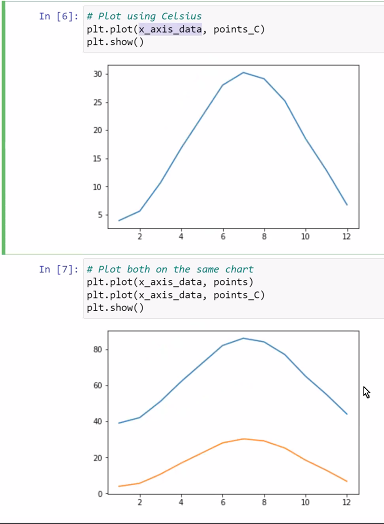 In [6]: # Plot using Celsius
plt.plot(x_axis_data, points_C)
plt.show()
30
25
20
15
10
5
2 4 6 8 10 12
In [7]: # Plot both on the same chart
plt.plot(x_axis_data, points)
plt.plot(x_axis_data, points_C)
plt.show()
80
60
40
20
0
2 4 6 8 10 12